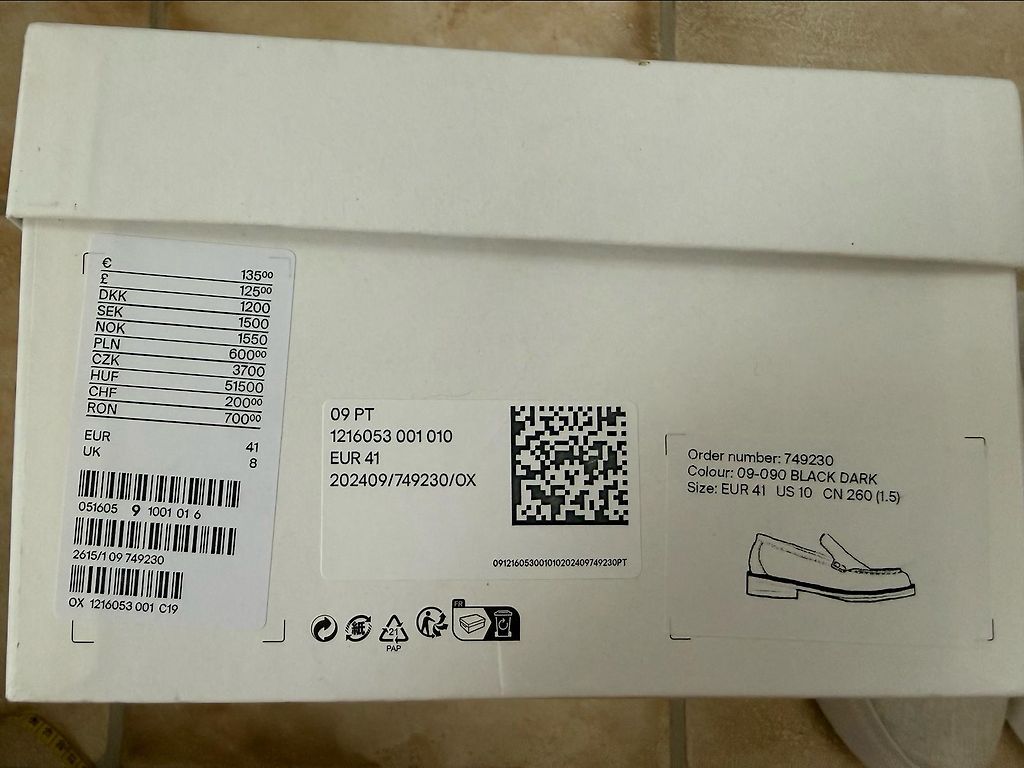 € 135⁰⁰
£ 125⁰⁰
DKK 1200
SEK 1500
NOK 1550
PLN 600⁰⁰
CZK 3700
HUF 51500
CHF 200⁰⁰
RON 700⁰⁰
EUR 41
UK 8
051605 9 1001 01 6
2615/1 09 749230
OX 1216053 001 C19
09 PT
1216053 001 010
EUR 41
202409/749230/OX
091216053001010202409749230PT
紙
21
PAP
FR
Order number: 749230
Colour: 09-090 BLACK DARK
Size: EUR 41 US 10 CN 260 (1.5)